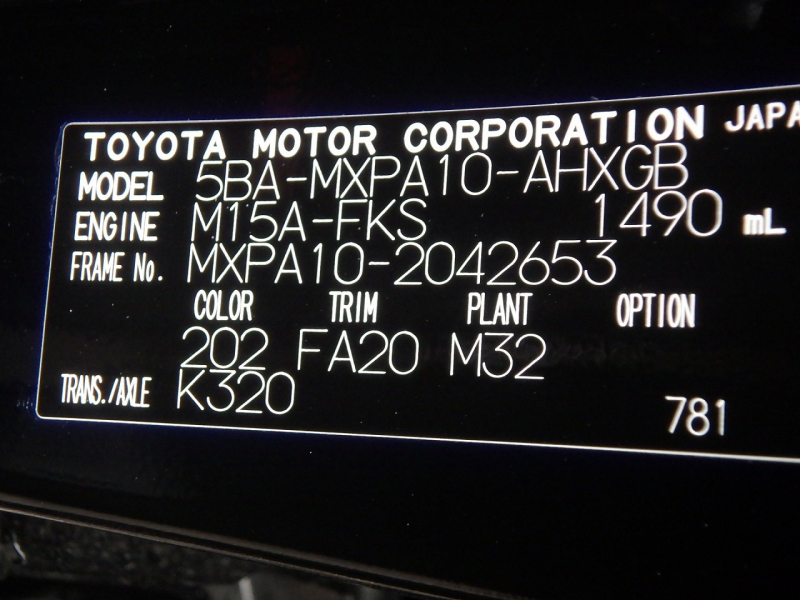 TOYOTA MOTOR CORPORATION JAPA
MODEL 5BA-MXPA10-AHXGB
ENGINE M15A-FKS 1490 mL
FRAME No. MXPA10-2042653
COLOR TRIM PLANT OPTION
202 FA20 M32
TRANS./AXLE K320 781